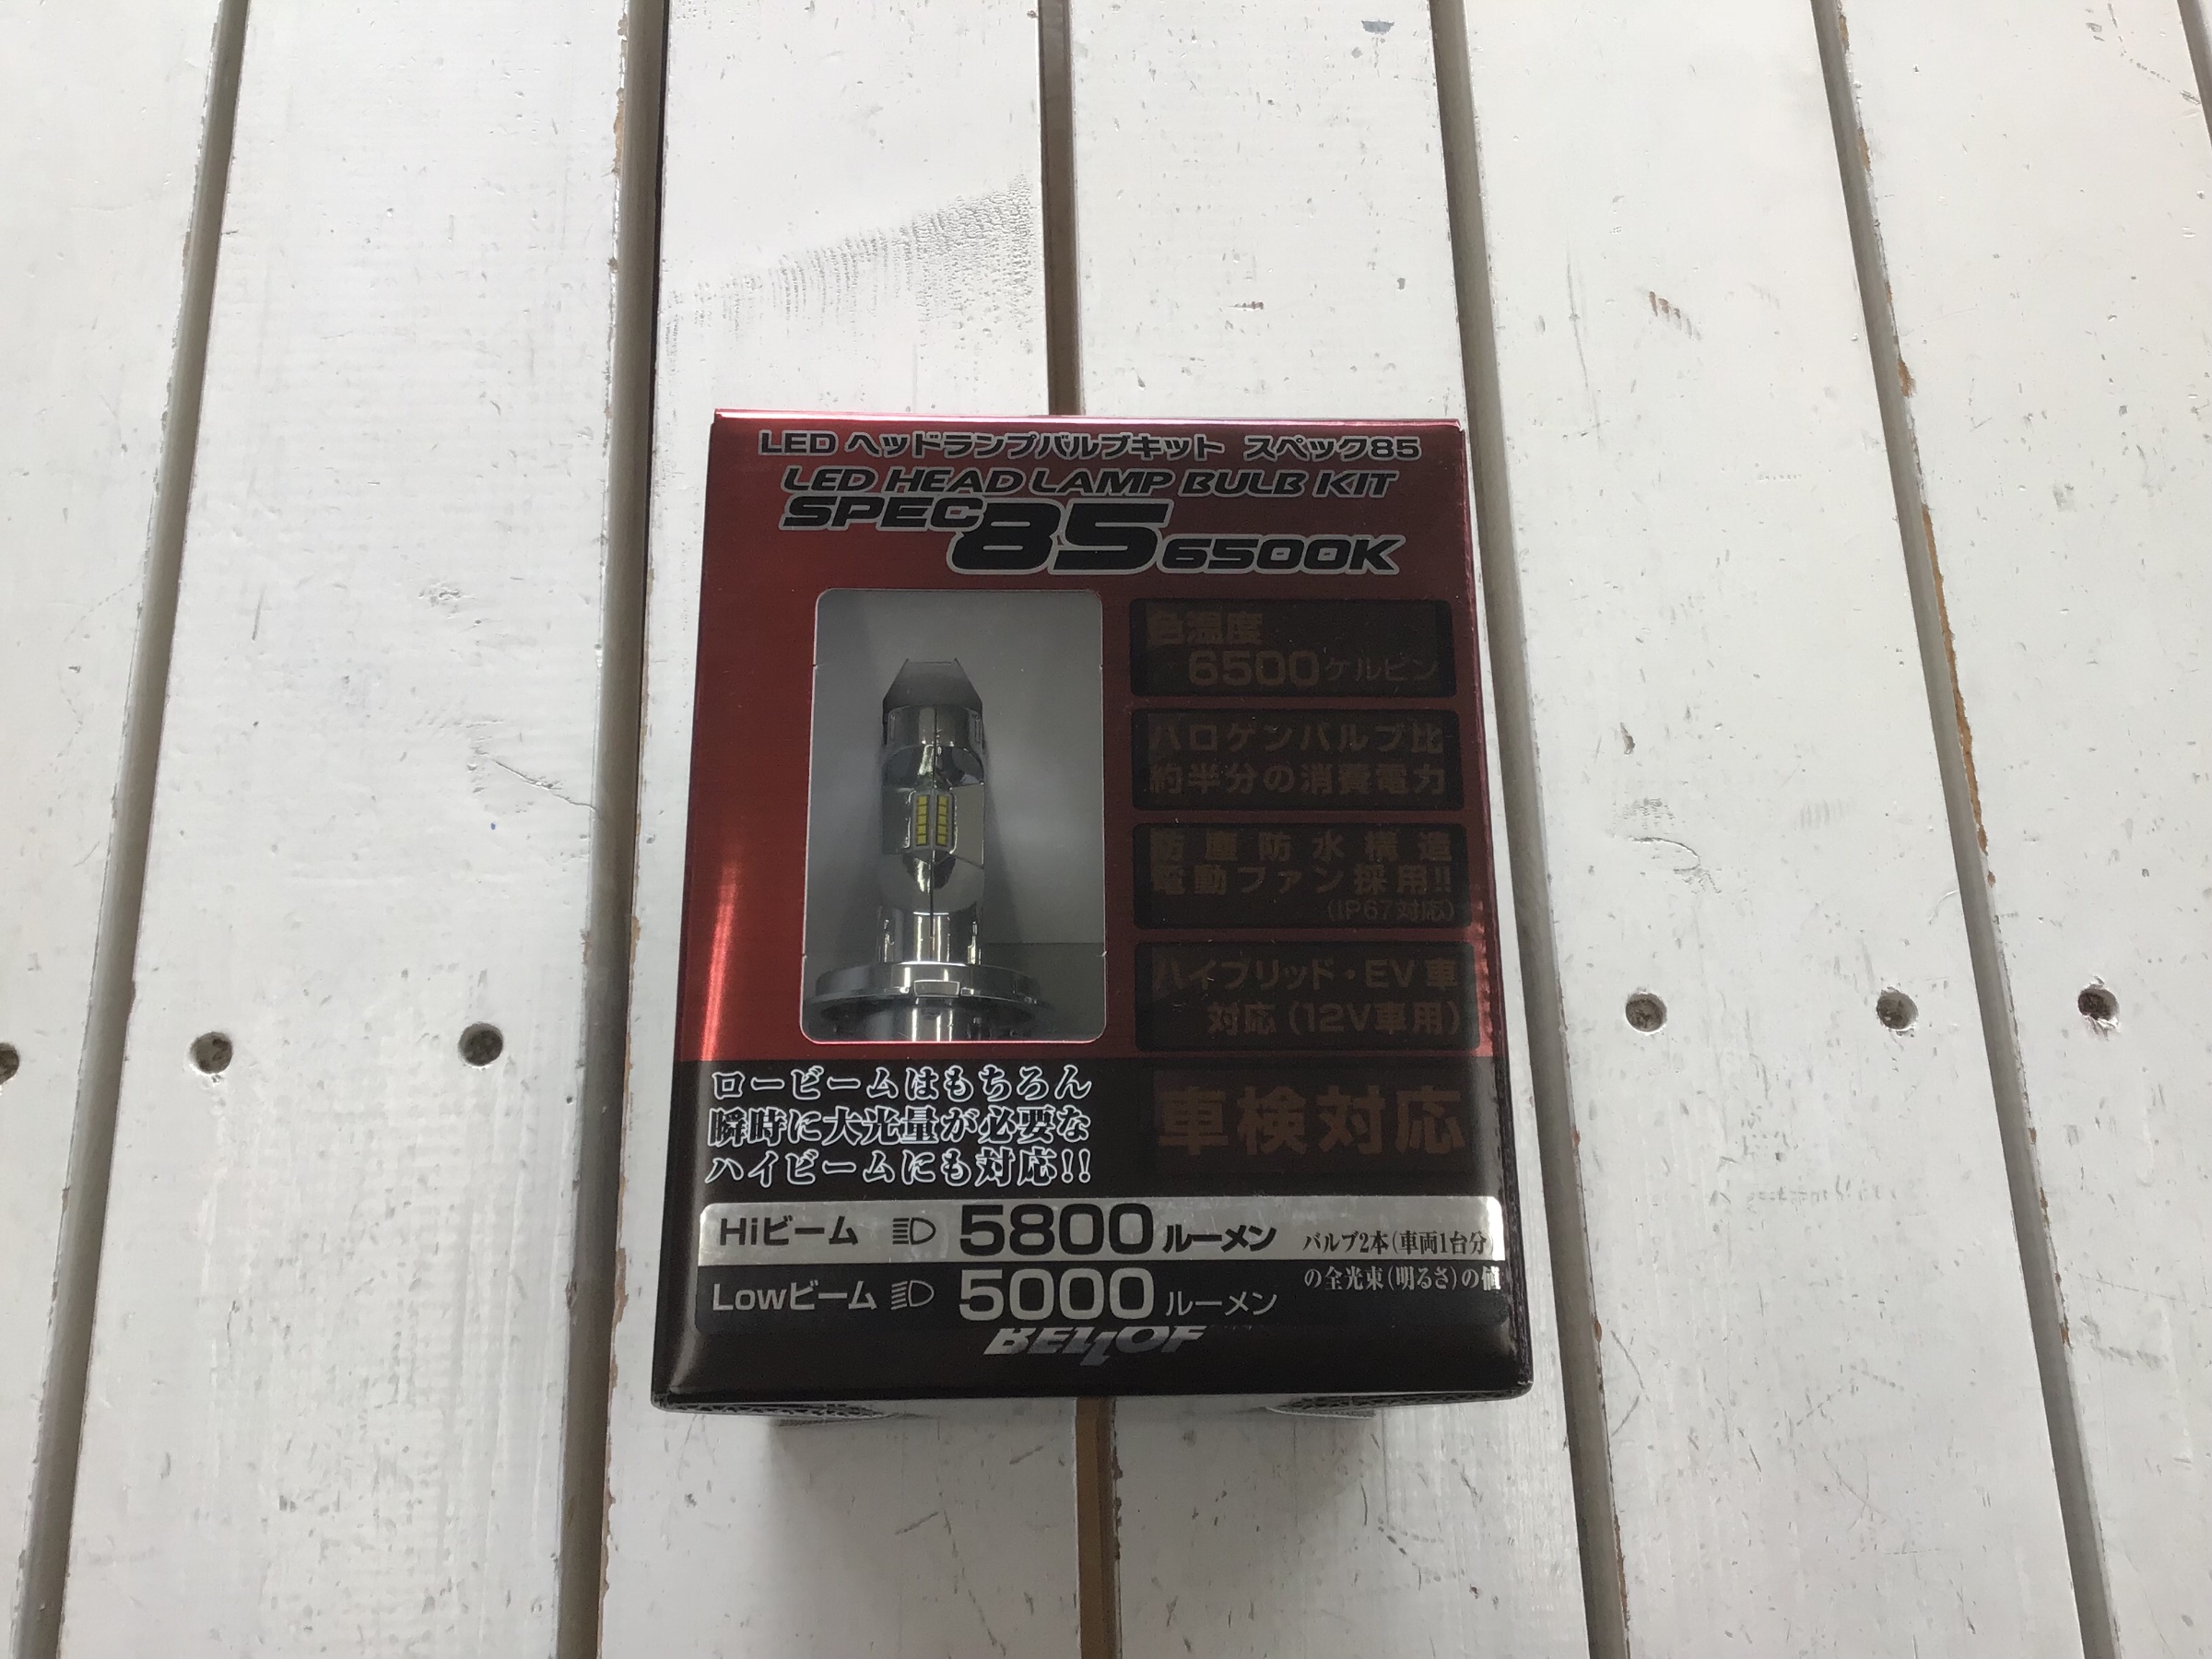 LED ヘッドランプバルブキット スペック85
LED HEAD LAMP BULB KIT
SPEC85 6500K
色温度
6500ケルビン
ハロゲンバルブ比
約半分の消費電力
防塵防水構造
電動ファン採用!!
(IP67対応)
ハイブリッド・EV車
対応(12V車用)
ロービームはもちろん
瞬時に大光量が必要な
ハイビームにも対応!!
車検対応
Hiビーム 5800ルーメン
Lowビーム 5000ルーメン
バルブ2本(車両1台分)
の全光束(明るさ)の値
BELLOF